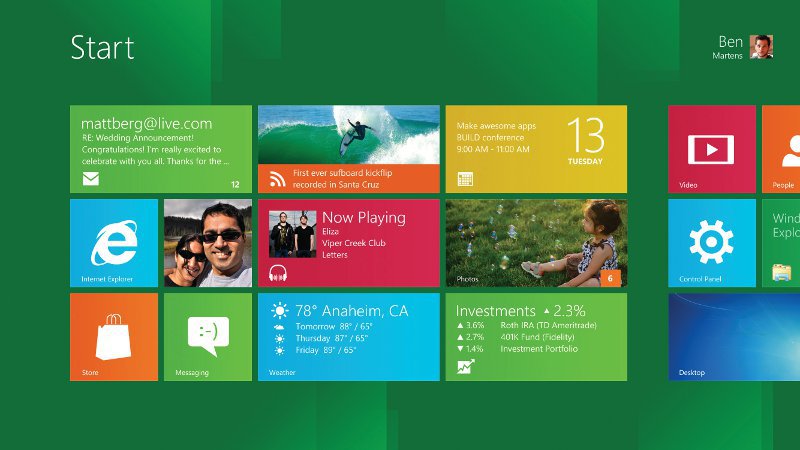 Start
Ben
Martens
mattberg@live.com
RE: Wedding Announcement!
Congratulations! I'm really excited to
celebrate with you all. Thanks for the ...
12
First ever sufboard kickflip
recorded in Santa Cruz
Make awesome apps
BUILD conference
9:00 AM - 11:00 AM
13
TUESDAY
Video
People
Internet Explorer
Now Playing
Eliza
Viper Creek Club
Letters
Photos
6
Control Panel
Wind
Explo
Store
:-)
Messaging
78° Anaheim, CA
Tomorrow 88° / 65°
Thursday 87° / 65°
Friday 89° / 65°
Weather
Investments ▲ 2.3%
▲ 3.6% Roth IRA (TD Ameritrade)
▲ 2.7% 401K Fund (Fidelity)
▼ 1.4% Investment Portfolio
Desktop